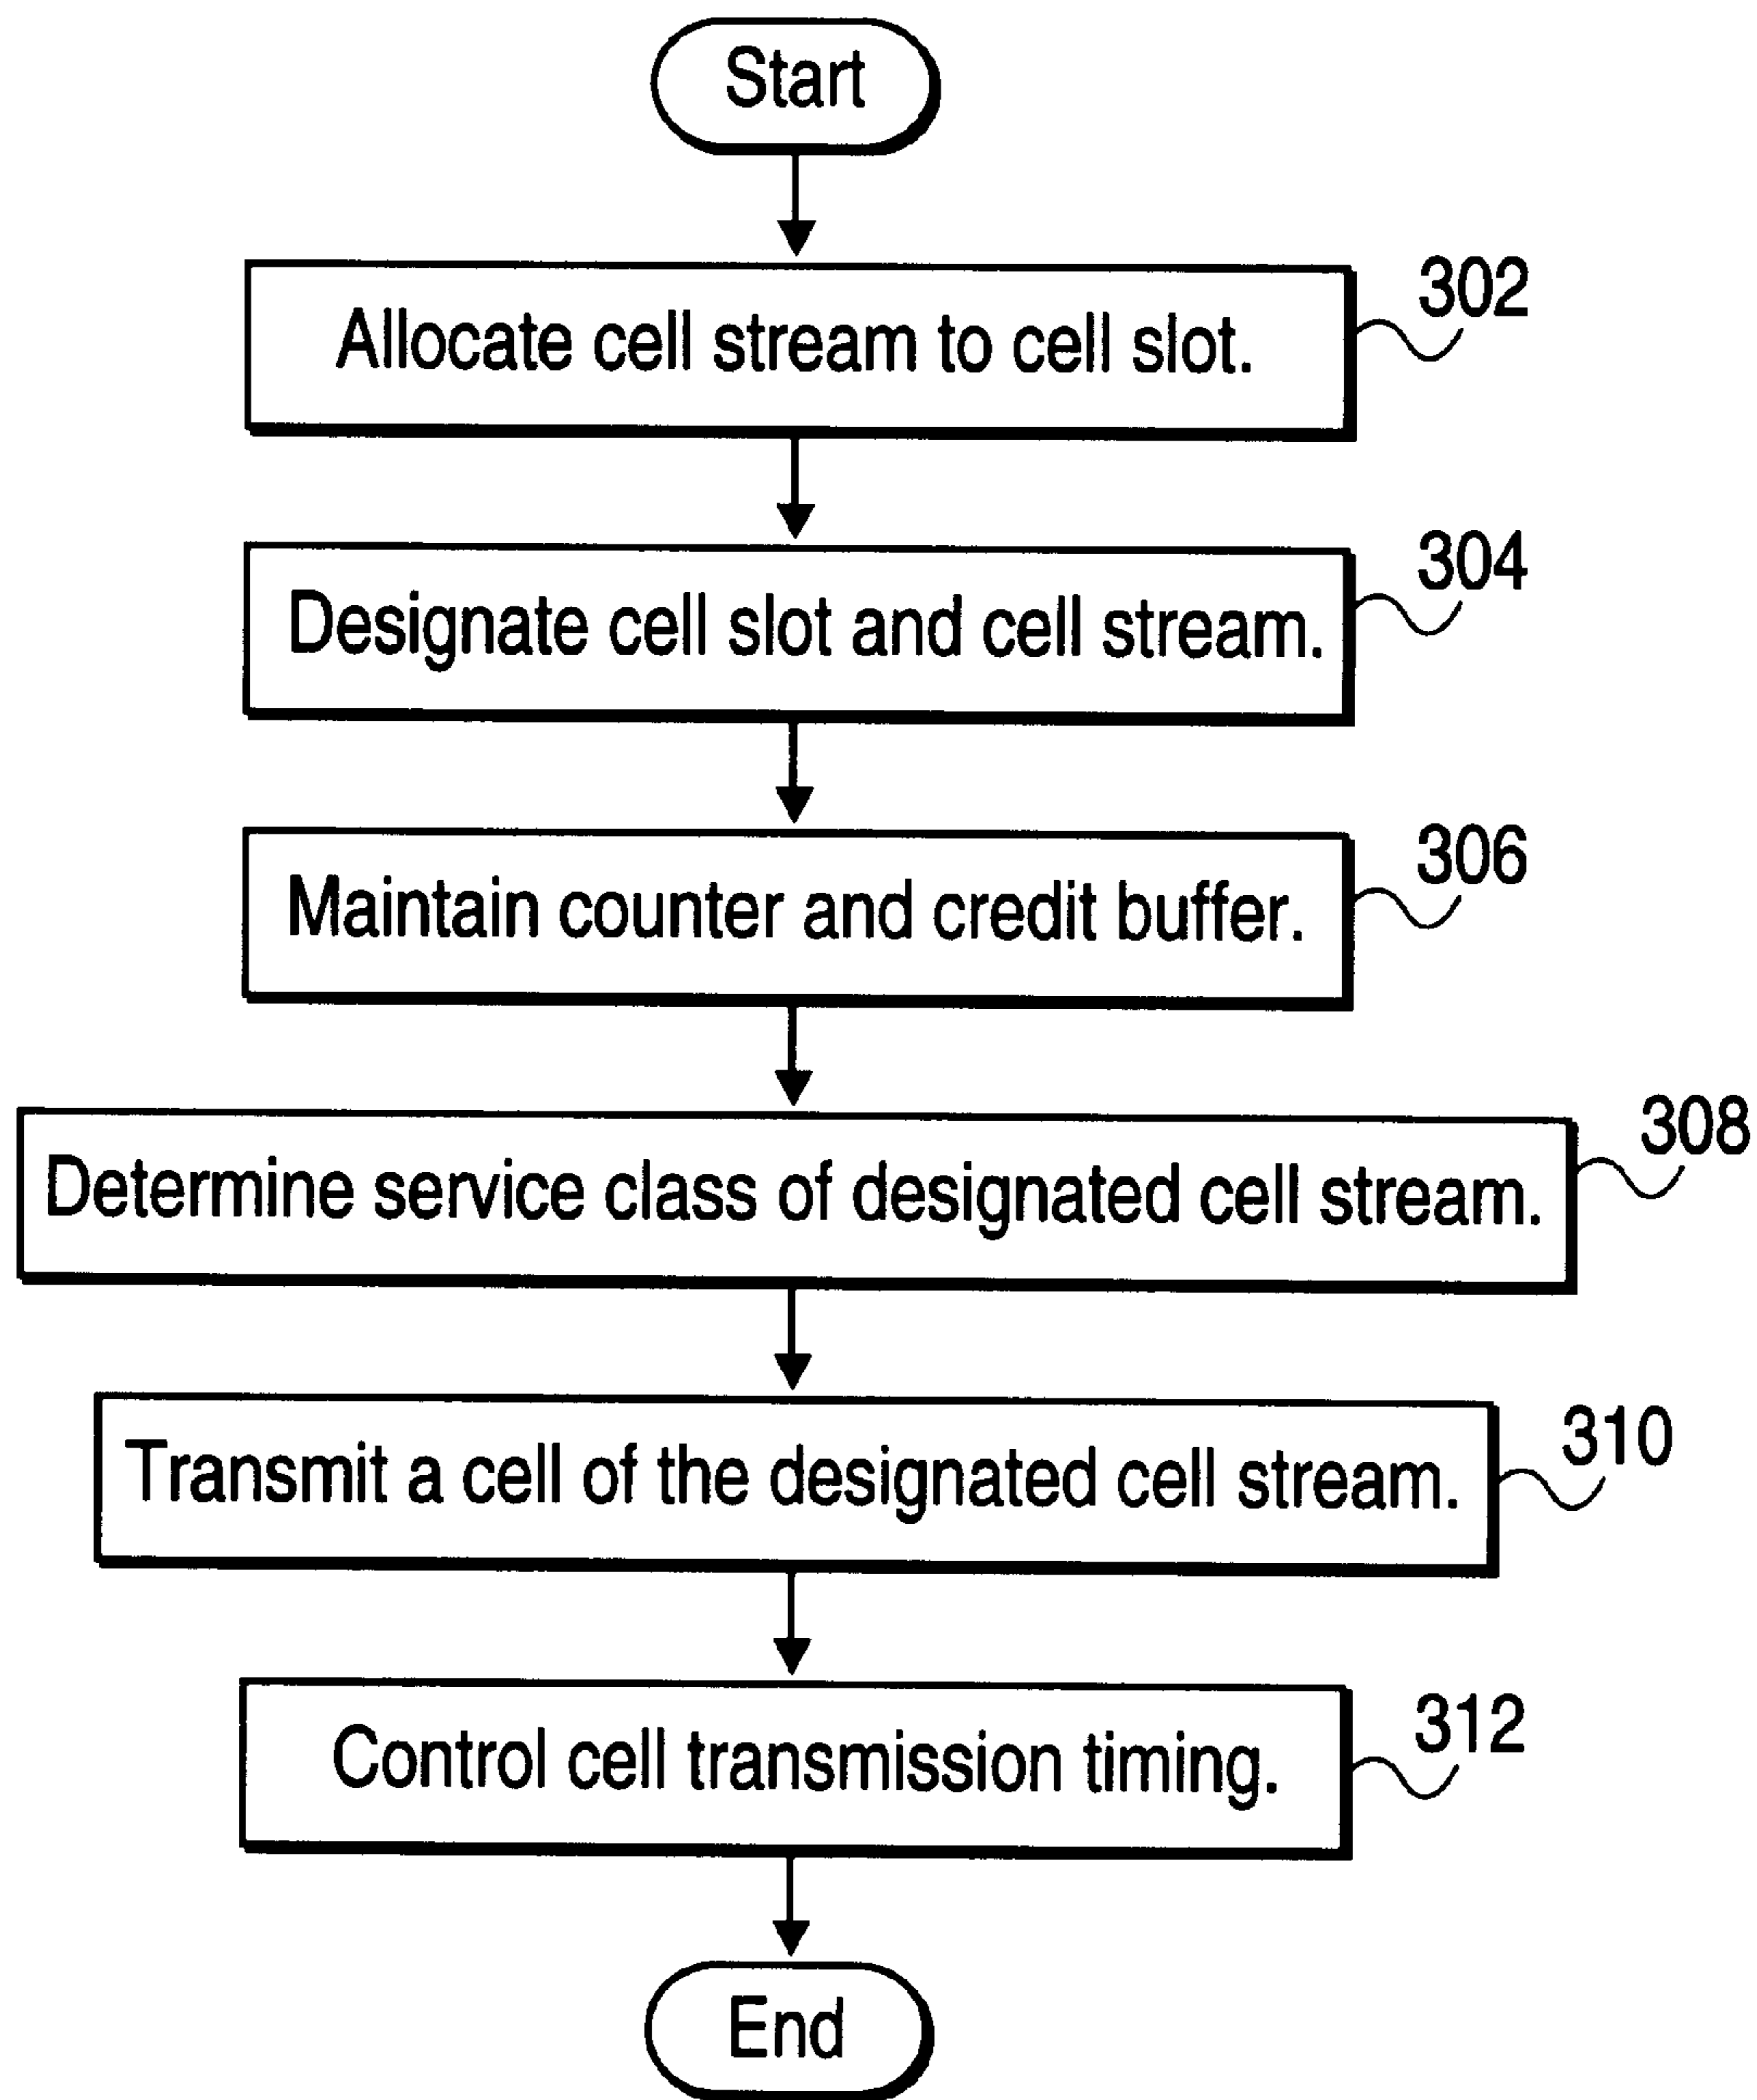 Start
Allocate cell stream to cell slot.
302
Designate cell slot and cell stream.
304
Maintain counter and credit buffer.
306
Determine service class of designated cell stream.
308
Transmit a cell of the designated cell stream.
310
Control cell transmission timing.
312
End